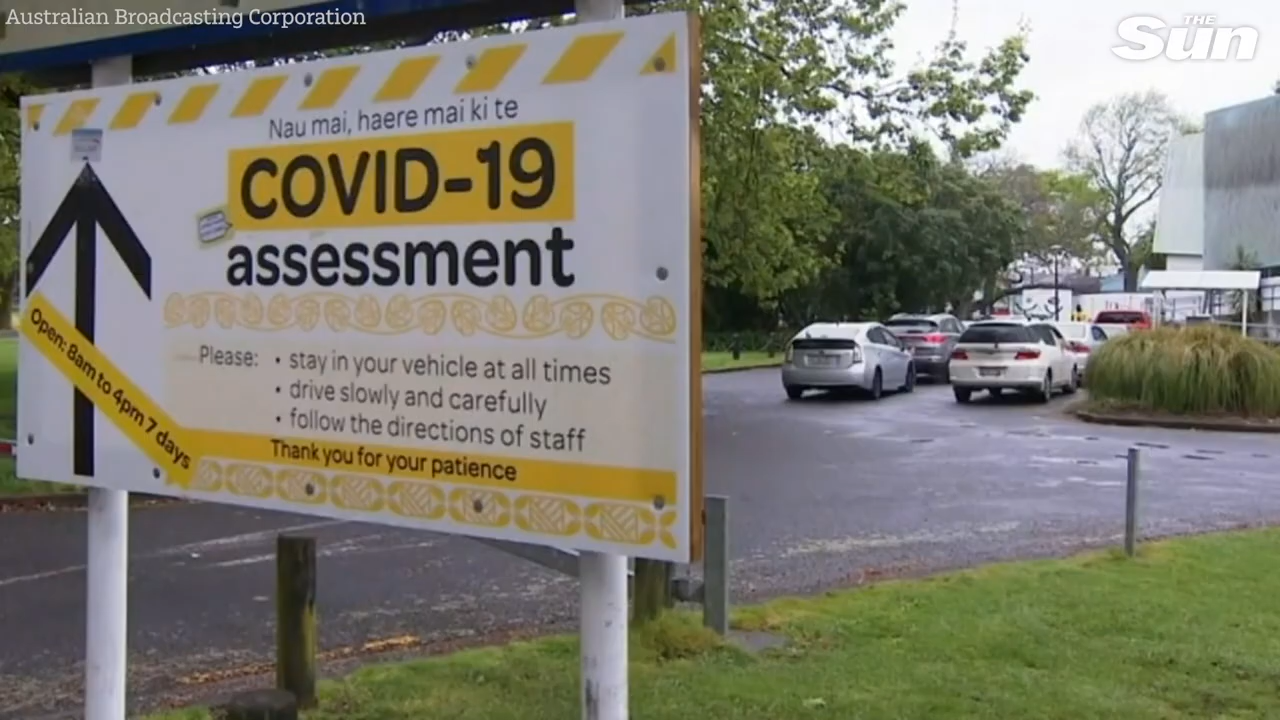 Australian Broadcasting Corporation
THE
Sun
Nau mai, haere mai ki te
COVID-19
assessment
Please: • stay in your vehicle at all times
• drive slowly and carefully
• follow the directions of staff
Open: 8am to 4pm 7 days
Thank you for your patience